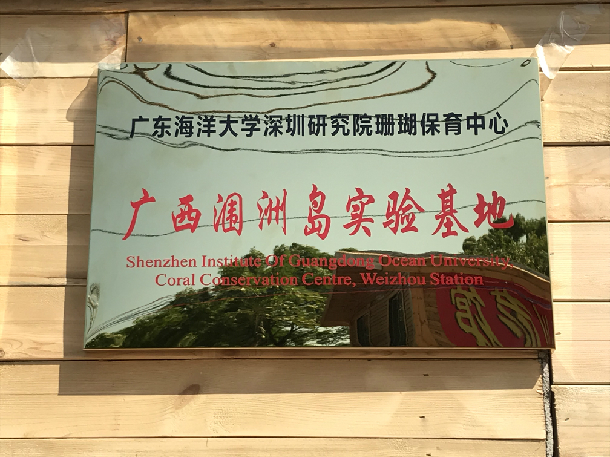 广东海洋大学深圳研究院珊瑚保育中心
广西涠洲岛实验基地
Shenzhen Institute Of Guangdong Ocean University
Coral Conservation Centre, Weizhou Station